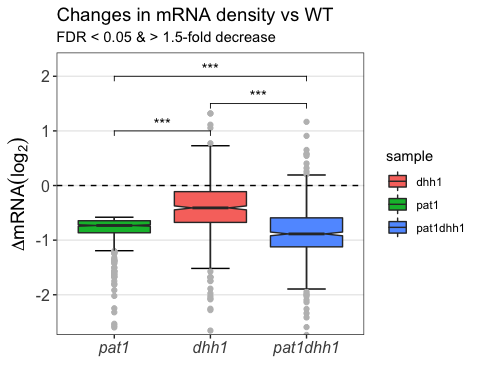 Changes in mRNA density vs WT
FDR < 0.05 & > 1.5-fold decrease
***
***
***
2
1
0
-1
-2
ΔmRNA(log₂)
pat1 dhh1 pat1dhh1
sample
dhh1
pat1
pat1dhh1